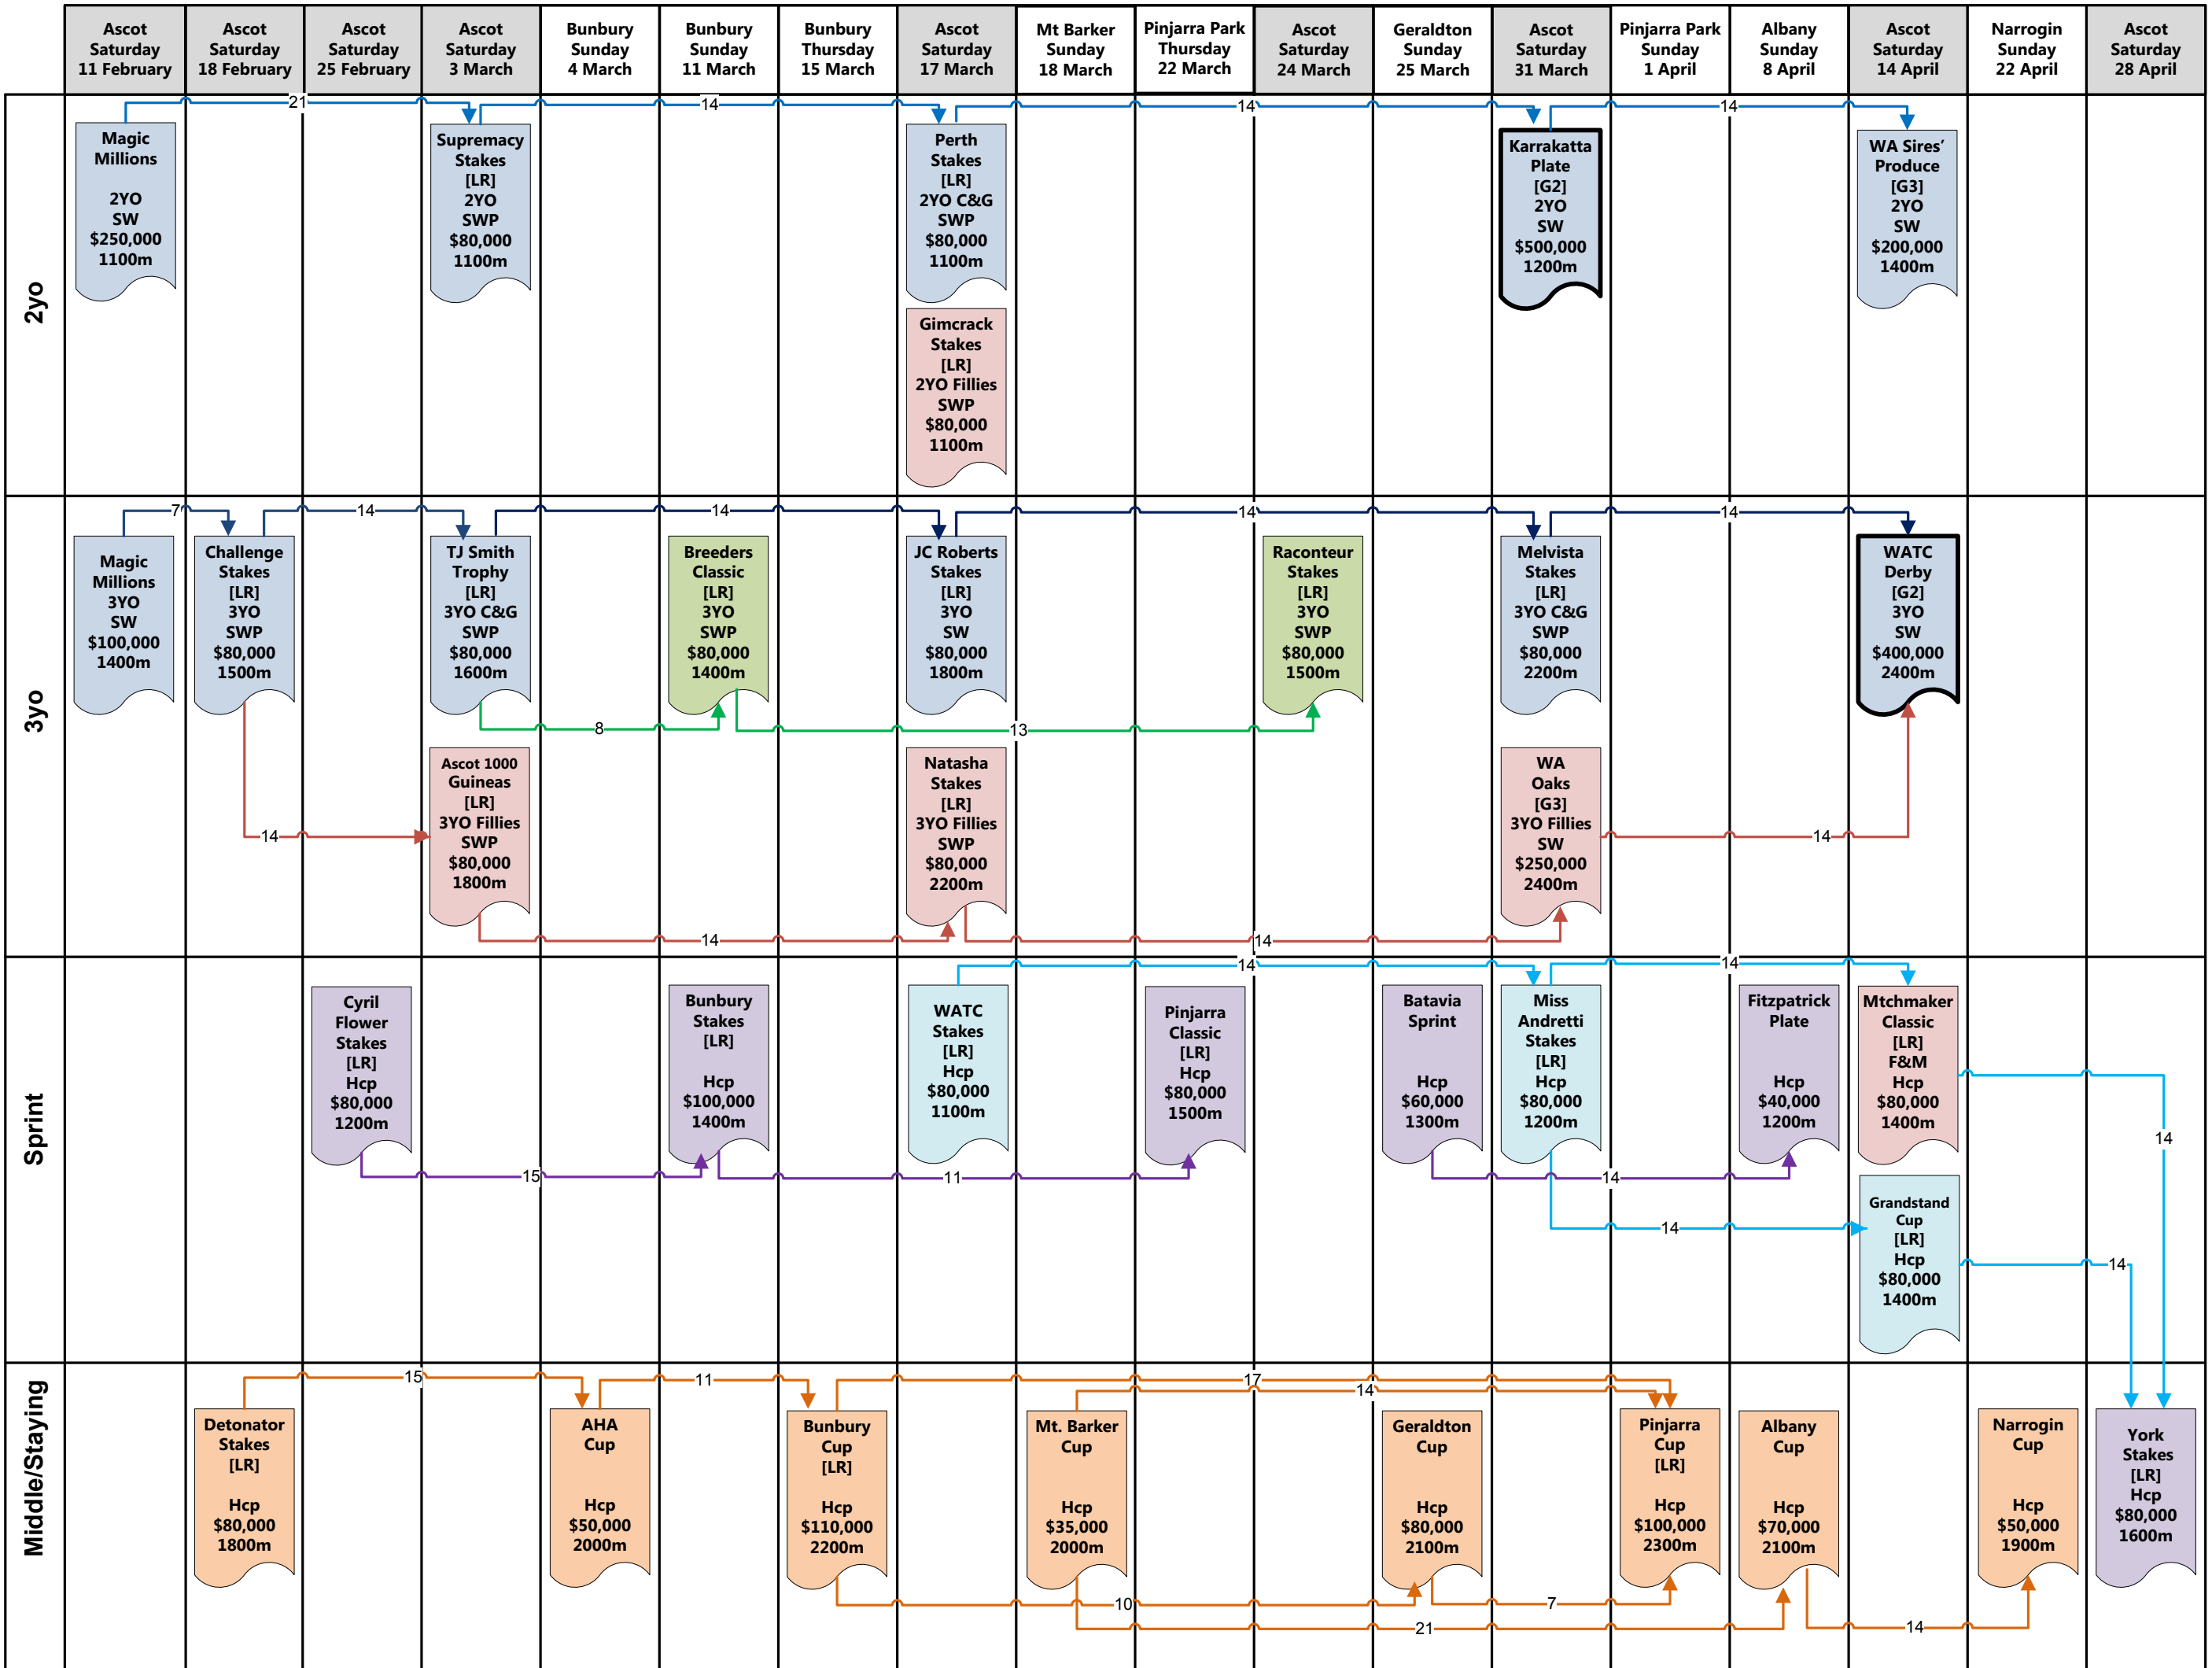 Ascot
Saturday
11 February
Ascot
Saturday
18 February
Ascot
Saturday
25 February
Ascot
Saturday
3 March
Bunbury
Sunday
4 March
Bunbury
Sunday
11 March
Bunbury
Thursday
15 March
Ascot
Saturday
17 March
Mt Barker
Sunday
18 March
Pinjarra Park
Thursday
22 March
Ascot
Saturday
24 March
Geraldton
Sunday
25 March
Ascot
Saturday
31 March
Pinjarra Park
Sunday
1 April
Albany
Sunday
8 April
Ascot
Saturday
14 April
Narrogin
Sunday
22 April
Ascot
Saturday
28 April
2yo
21
14
14
14
Magic
Millions
2YO
SW
$250,000
1100m
Supremacy
Stakes
[LR]
2YO
SWP
$80,000
1100m
Perth
Stakes
[LR]
2YO C&G
SWP
$80,000
1100m
Karrakatta
Plate
[G2]
2YO
SW
$500,000
1200m
WA Sires’
Produce
[G3]
2YO
SW
$200,000
1400m
Gimcrack
Stakes
[LR]
2YO Fillies
SWP
$80,000
1100m
3yo
7
14
14
14
14
Magic
Millions
3YO
SW
$100,000
1400m
Challenge
Stakes
[LR]
3YO
SWP
$80,000
1500m
TJ Smith
Trophy
[LR]
3YO C&G
SWP
$80,000
1600m
Breeders
Classic
[LR]
3YO
SWP
$80,000
1400m
JC Roberts
Stakes
[LR]
3YO
SW
$80,000
1800m
Raconteur
Stakes
[LR]
3YO
SWP
$80,000
1500m
Melvista
Stakes
[LR]
3YO C&G
SWP
$80,000
2200m
WATC
Derby
[G2]
3YO
SW
$400,000
2400m
8
13
Ascot 1000
Guineas
[LR]
3YO Fillies
SWP
$80,000
1800m
Natasha
Stakes
[LR]
3YO Fillies
SWP
$80,000
2200m
WA
Oaks
[G3]
3YO Fillies
SW
$250,000
2400m
14
14
14
14
Sprint
14
14
Cyril
Flower
Stakes
[LR]
Hcp
$80,000
1200m
Bunbury
Stakes
[LR]
Hcp
$100,000
1400m
WATC
Stakes
[LR]
Hcp
$80,000
1100m
Pinjarra
Classic
[LR]
Hcp
$80,000
1500m
Batavia
Sprint
Hcp
$60,000
1300m
Miss
Andretti
Stakes
[LR]
Hcp
$80,000
1200m
Fitzpatrick
Plate
Hcp
$40,000
1200m
Mtchmaker
Classic
[LR]
F&M
Hcp
$80,000
1400m
14
15
11
14
14
Grandstand
Cup
[LR]
Hcp
$80,000
1400m
14
Middle/Staying
15
11
17
14
Detonator
Stakes
[LR]
Hcp
$80,000
1800m
AHA
Cup
Hcp
$50,000
2000m
Bunbury
Cup
[LR]
Hcp
$110,000
2200m
Mt. Barker
Cup
Hcp
$35,000
2000m
Geraldton
Cup
Hcp
$80,000
2100m
Pinjarra
Cup
[LR]
Hcp
$100,000
2300m
Albany
Cup
Hcp
$70,000
2100m
Narrogin
Cup
Hcp
$50,000
1900m
York
Stakes
[LR]
Hcp
$80,000
1600m
10
7
21
14